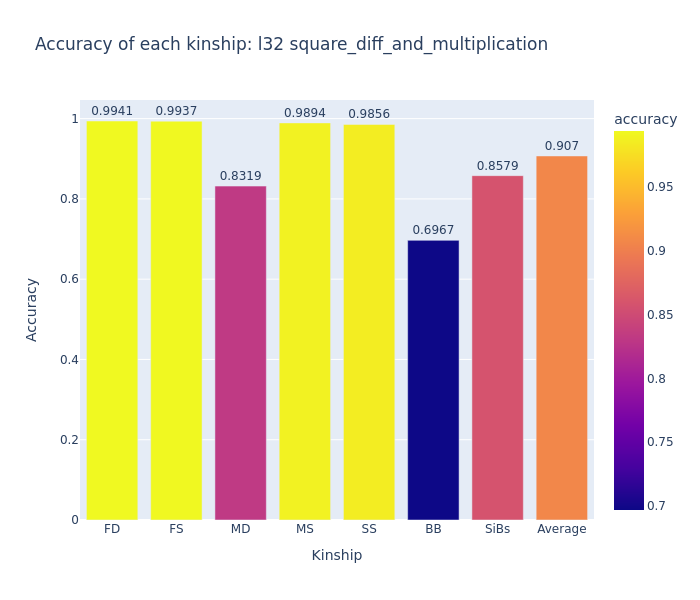 Accuracy of each kinship: l32 square_diff_and_multiplication
accuracy
0.9941 0.9937 0.8319 0.9894 0.9856 0.6967 0.8579 0.907
1
0.8
0.6
0.4
0.2
0
Accuracy
FD FS MD MS SS BB SiBs Average
Kinship
0.95
0.9
0.85
0.8
0.75
0.7